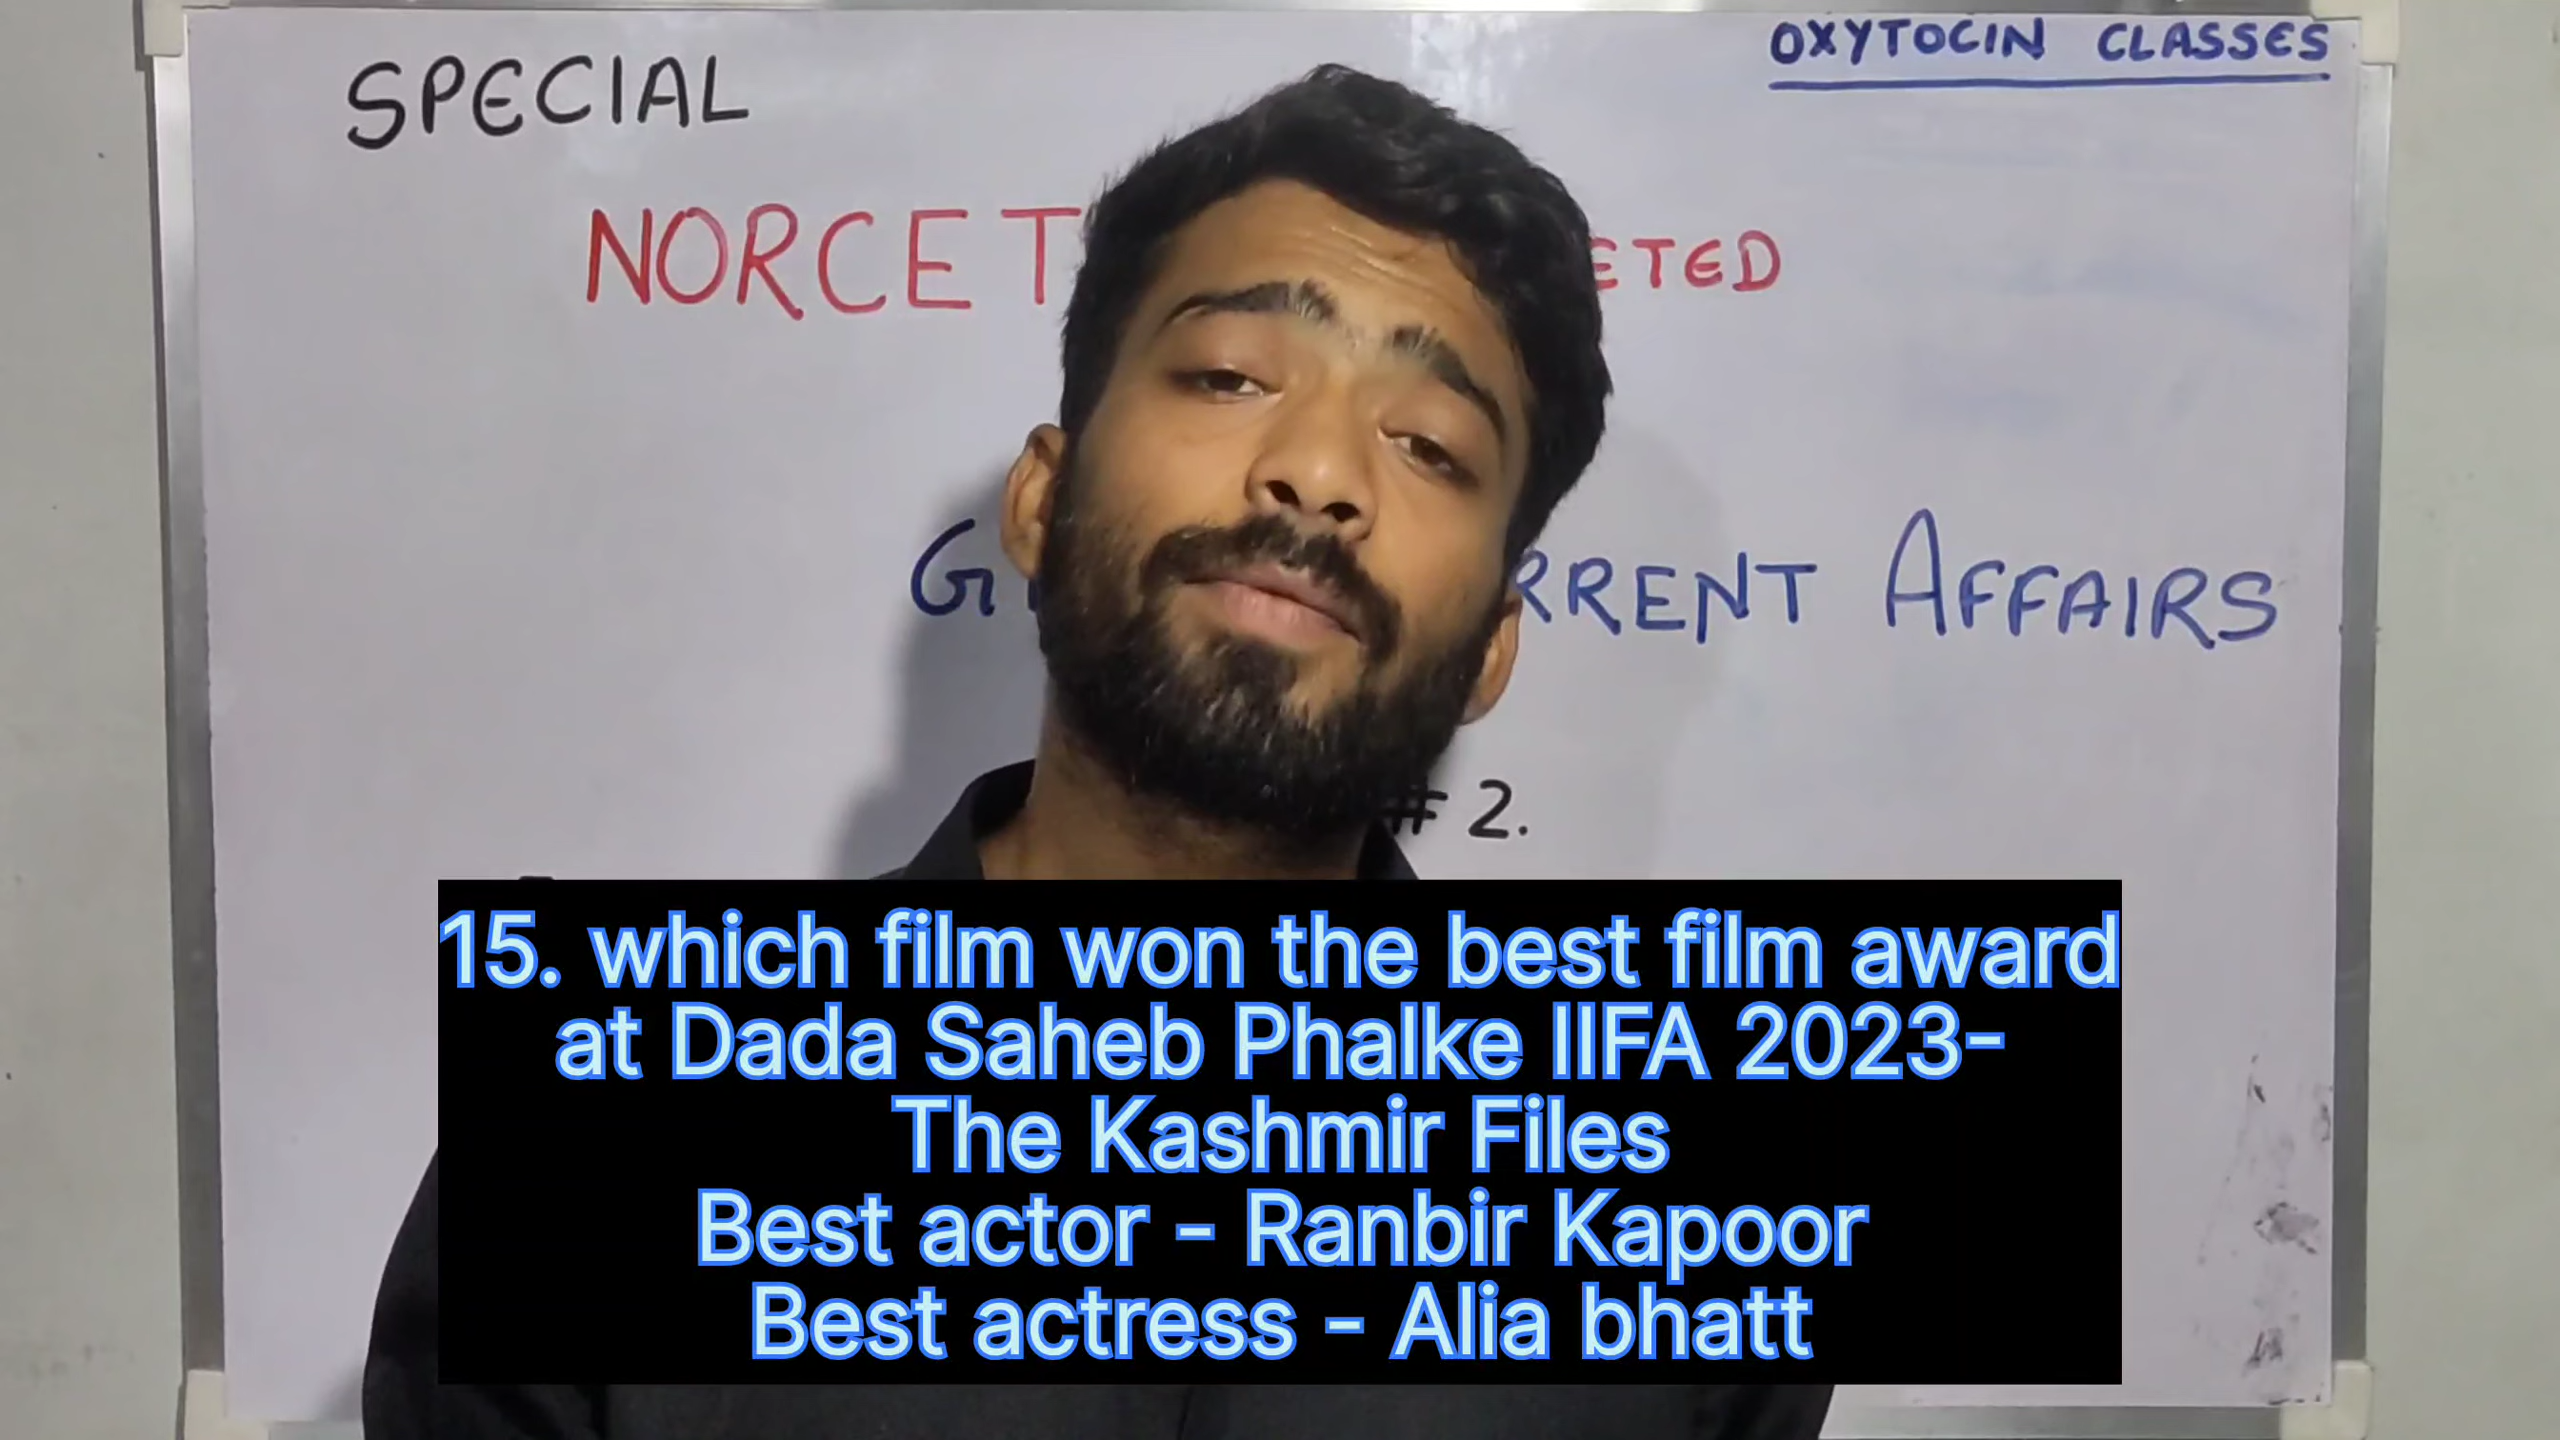 OXYTOCIN CLASSES
SPECIAL
NORCET ETED
G RRENT AFFAIRS
# 2.
15. which film won the best film award
at Dada Saheb Phalke IIFA 2023-
The Kashmir Files
Best actor - Ranbir Kapoor
Best actress - Alia bhatt